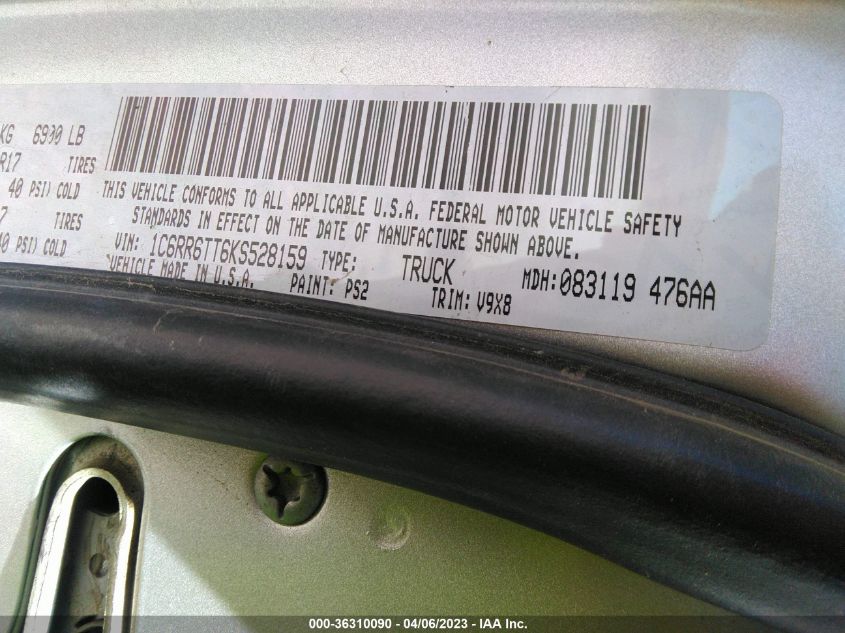 KG 6900 LB
R17 TIRES
40 PSI) COLD
7 TIRES
40 PSI) COLD
THIS VEHICLE CONFORMS TO ALL APPLICABLE U.S.A. FEDERAL MOTOR VEHICLE SAFETY
STANDARDS IN EFFECT ON THE DATE OF MANUFACTURE SHOWN ABOVE.
VIN: 1C6RR6TT6KS528159 TYPE: TRUCK MDH:083119 476AA
VEHICLE MADE IN U.S.A. PAINT: PS2 TRIM: V9X8
000-36310090 - 04/06/2023 - IAA Inc.